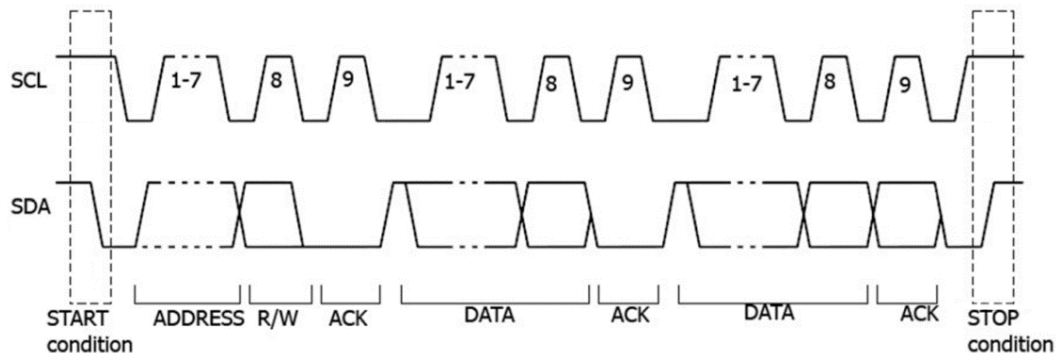 SCL 1-7 8 9 1-7 8 9 1-7 8 9
SDA
START condition ADDRESS R/W ACK DATA ACK DATA ACK STOP condition